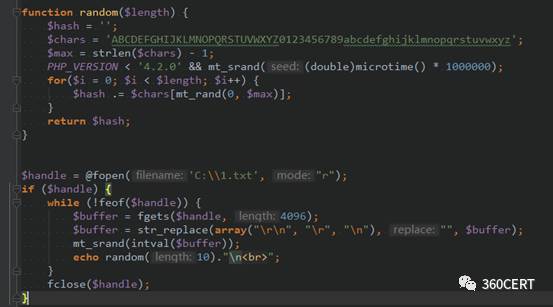 function random($length) {
    $hash = '';
    $chars = 'ABCDEFGHIJKLMNOPQRSTUVWXYZ0123456789abcdefghijklmnopqrstuvwxyz';
    $max = strlen($chars) - 1;
    PHP_VERSION < '4.2.0' && mt_srand( seed: (double)microtime() * 1000000);
    for($i = 0; $i < $length; $i++) {
        $hash .= $chars[mt_rand(0, $max)];
    }
    return $hash;
}
$handle = @fopen( filename: 'C:\\1.txt', mode: "r");
if ($handle) {
    while (!feof($handle)) {
        $buffer = fgets($handle, length: 4096);
        $buffer = str_replace(array("\r\n", "\r", "\n"), replace: "", $buffer);
        mt_srand(intval($buffer));
        echo random( length: 10)."\n<br>";
    }
    fclose($handle);
}
360CERT